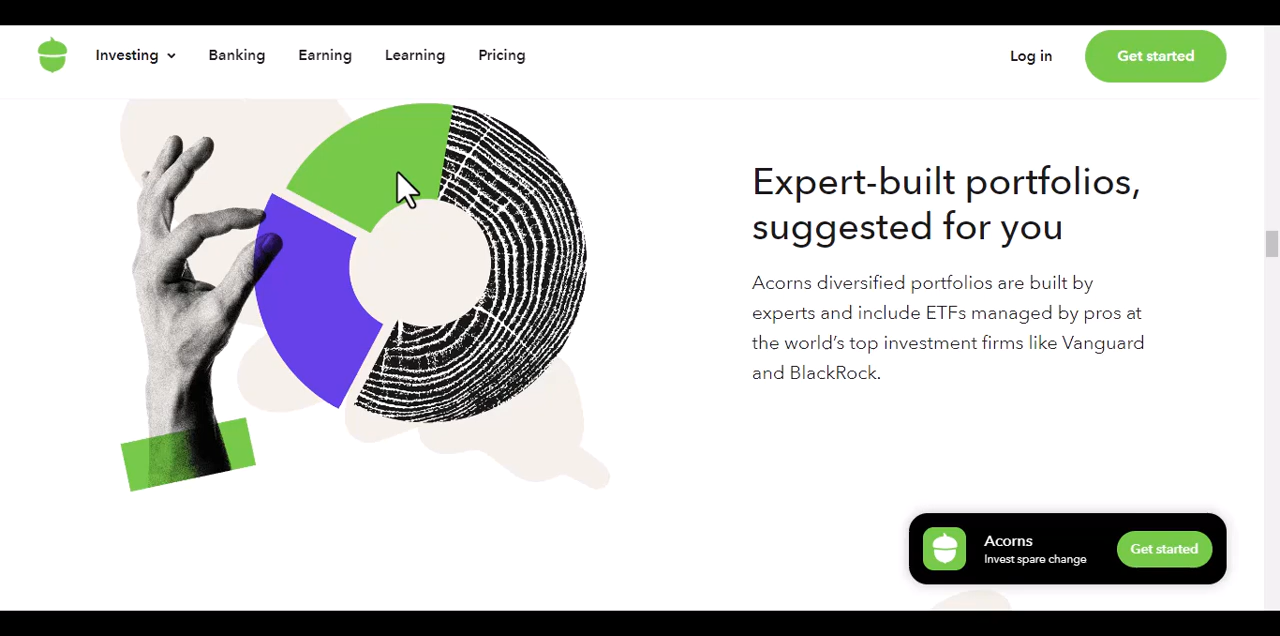 Investing
Banking
Earning
Learning
Pricing
Log in
Get started
Expert-built portfolios,
suggested for you
Acorns diversified portfolios are built by
experts and include ETFs managed by pros at
the world’s top investment firms like Vanguard
and BlackRock.
Acorns
Invest spare change
Get started